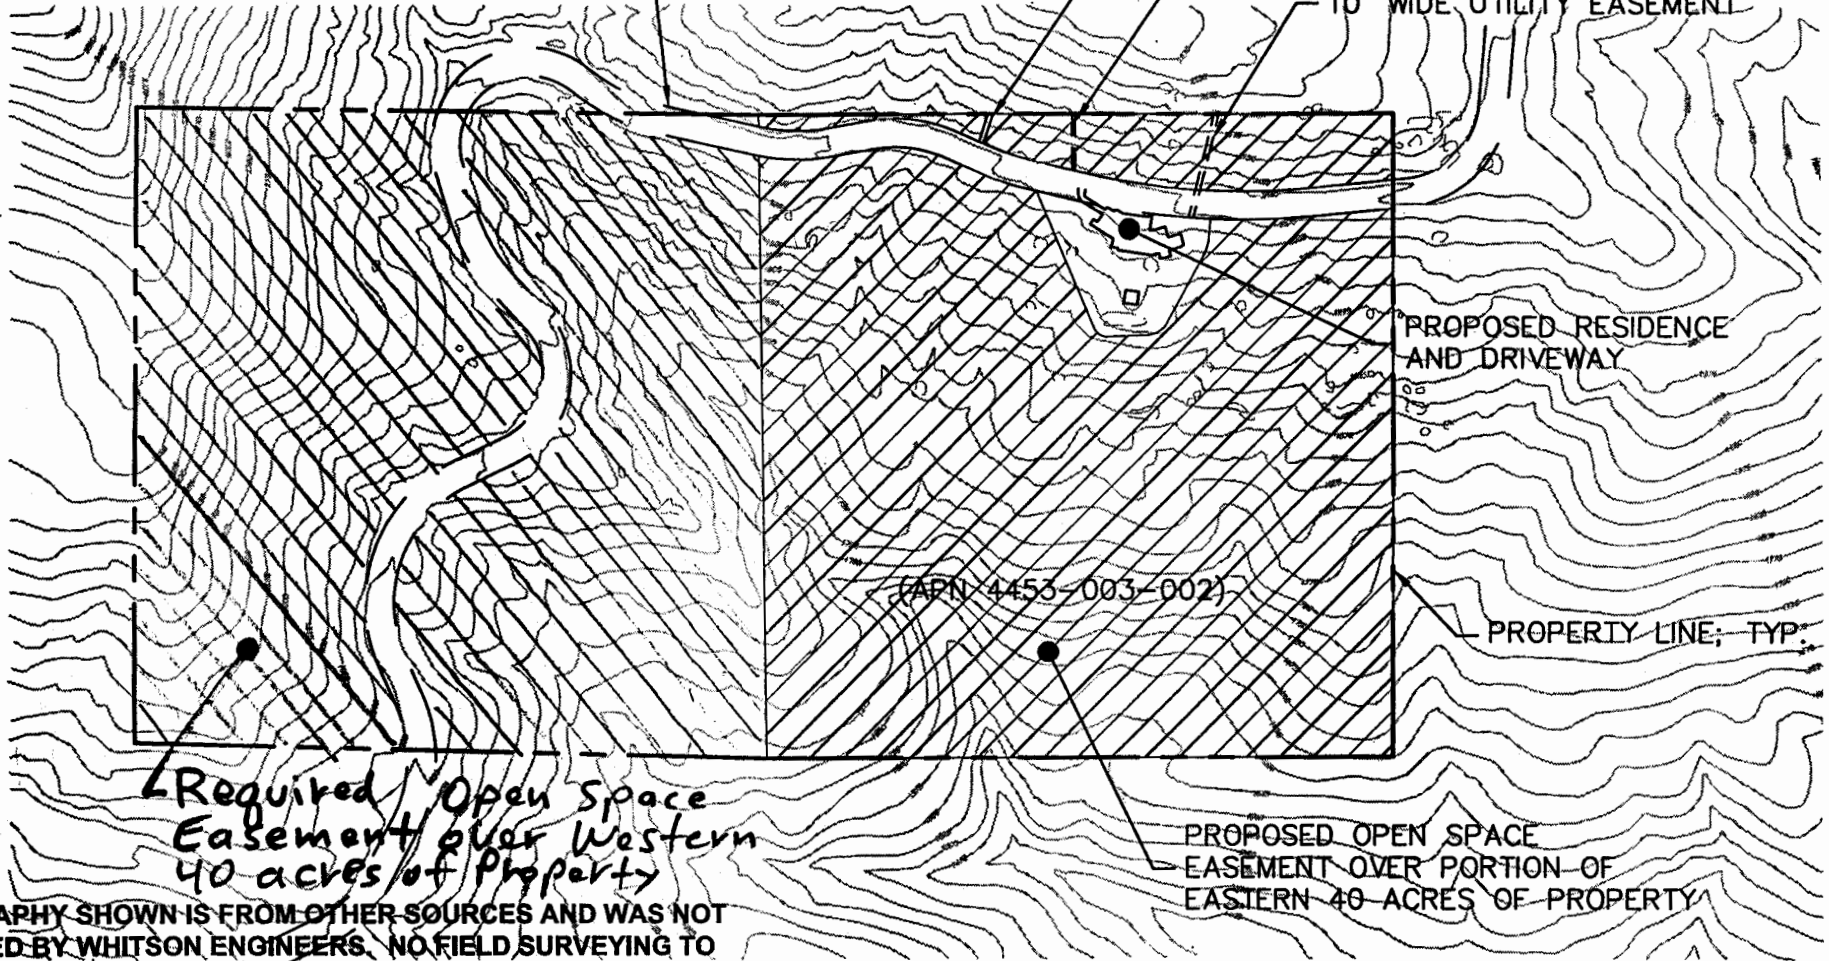 10' WIDE UTILITY EASEMENT
PROPOSED RESIDENCE
AND DRIVEWAY
(APN 4453-003-002)
PROPERTY LINE, TYP.
Required Open Space
Easement over Western
40 acres of Property
PROPOSED OPEN SPACE
EASEMENT OVER PORTION OF
EASTERN 40 ACRES OF PROPERTY
APHY SHOWN IS FROM OTHER SOURCES AND WAS NOT
ED BY WHITSON ENGINEERS. NO FIELD SURVEYING TO